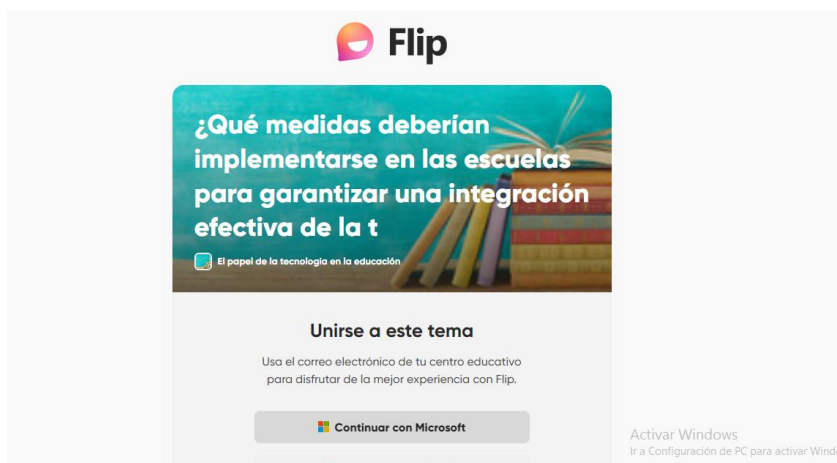 Flip
¿Qué medidas deberían
implementarse en las escuelas
para garantizar una integración
efectiva de la t
El papel de la tecnología en la educación
Unirse a este tema
Usa el correo electrónico de tu centro educativo
para disfrutar de la mejor experiencia con Flip.
Continuar con Microsoft
Activar Windows
Ir a Configuración de PC para activar Wind